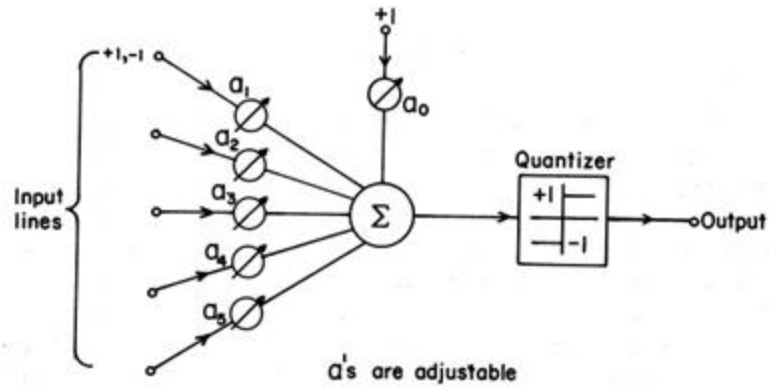 +1
+1,-1
a1
a0
a2
Quantizer
a3
+1
-1
Input
lines
Σ
Output
a4
a5
a's are adjustable